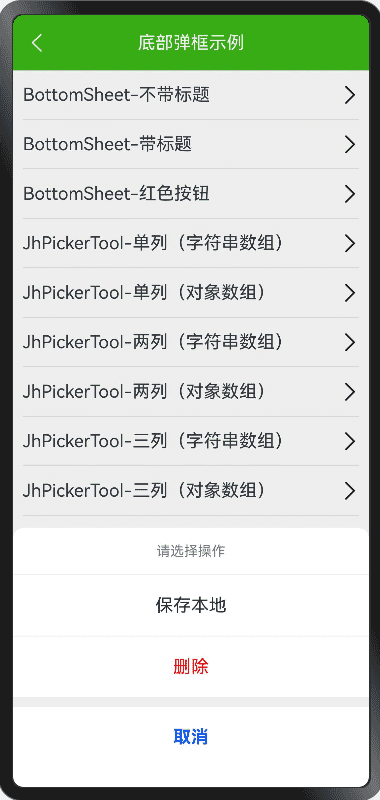 底部弹框示例
BottomSheet-不带标题
BottomSheet-带标题
BottomSheet-红色按钮
JhPickerTool-单列（字符串数组）
JhPickerTool-单列（对象数组）
JhPickerTool-两列（字符串数组）
JhPickerTool-两列（对象数组）
JhPickerTool-三列（字符串数组）
JhPickerTool-三列（对象数组）
请选择操作
保存本地
删除
取消